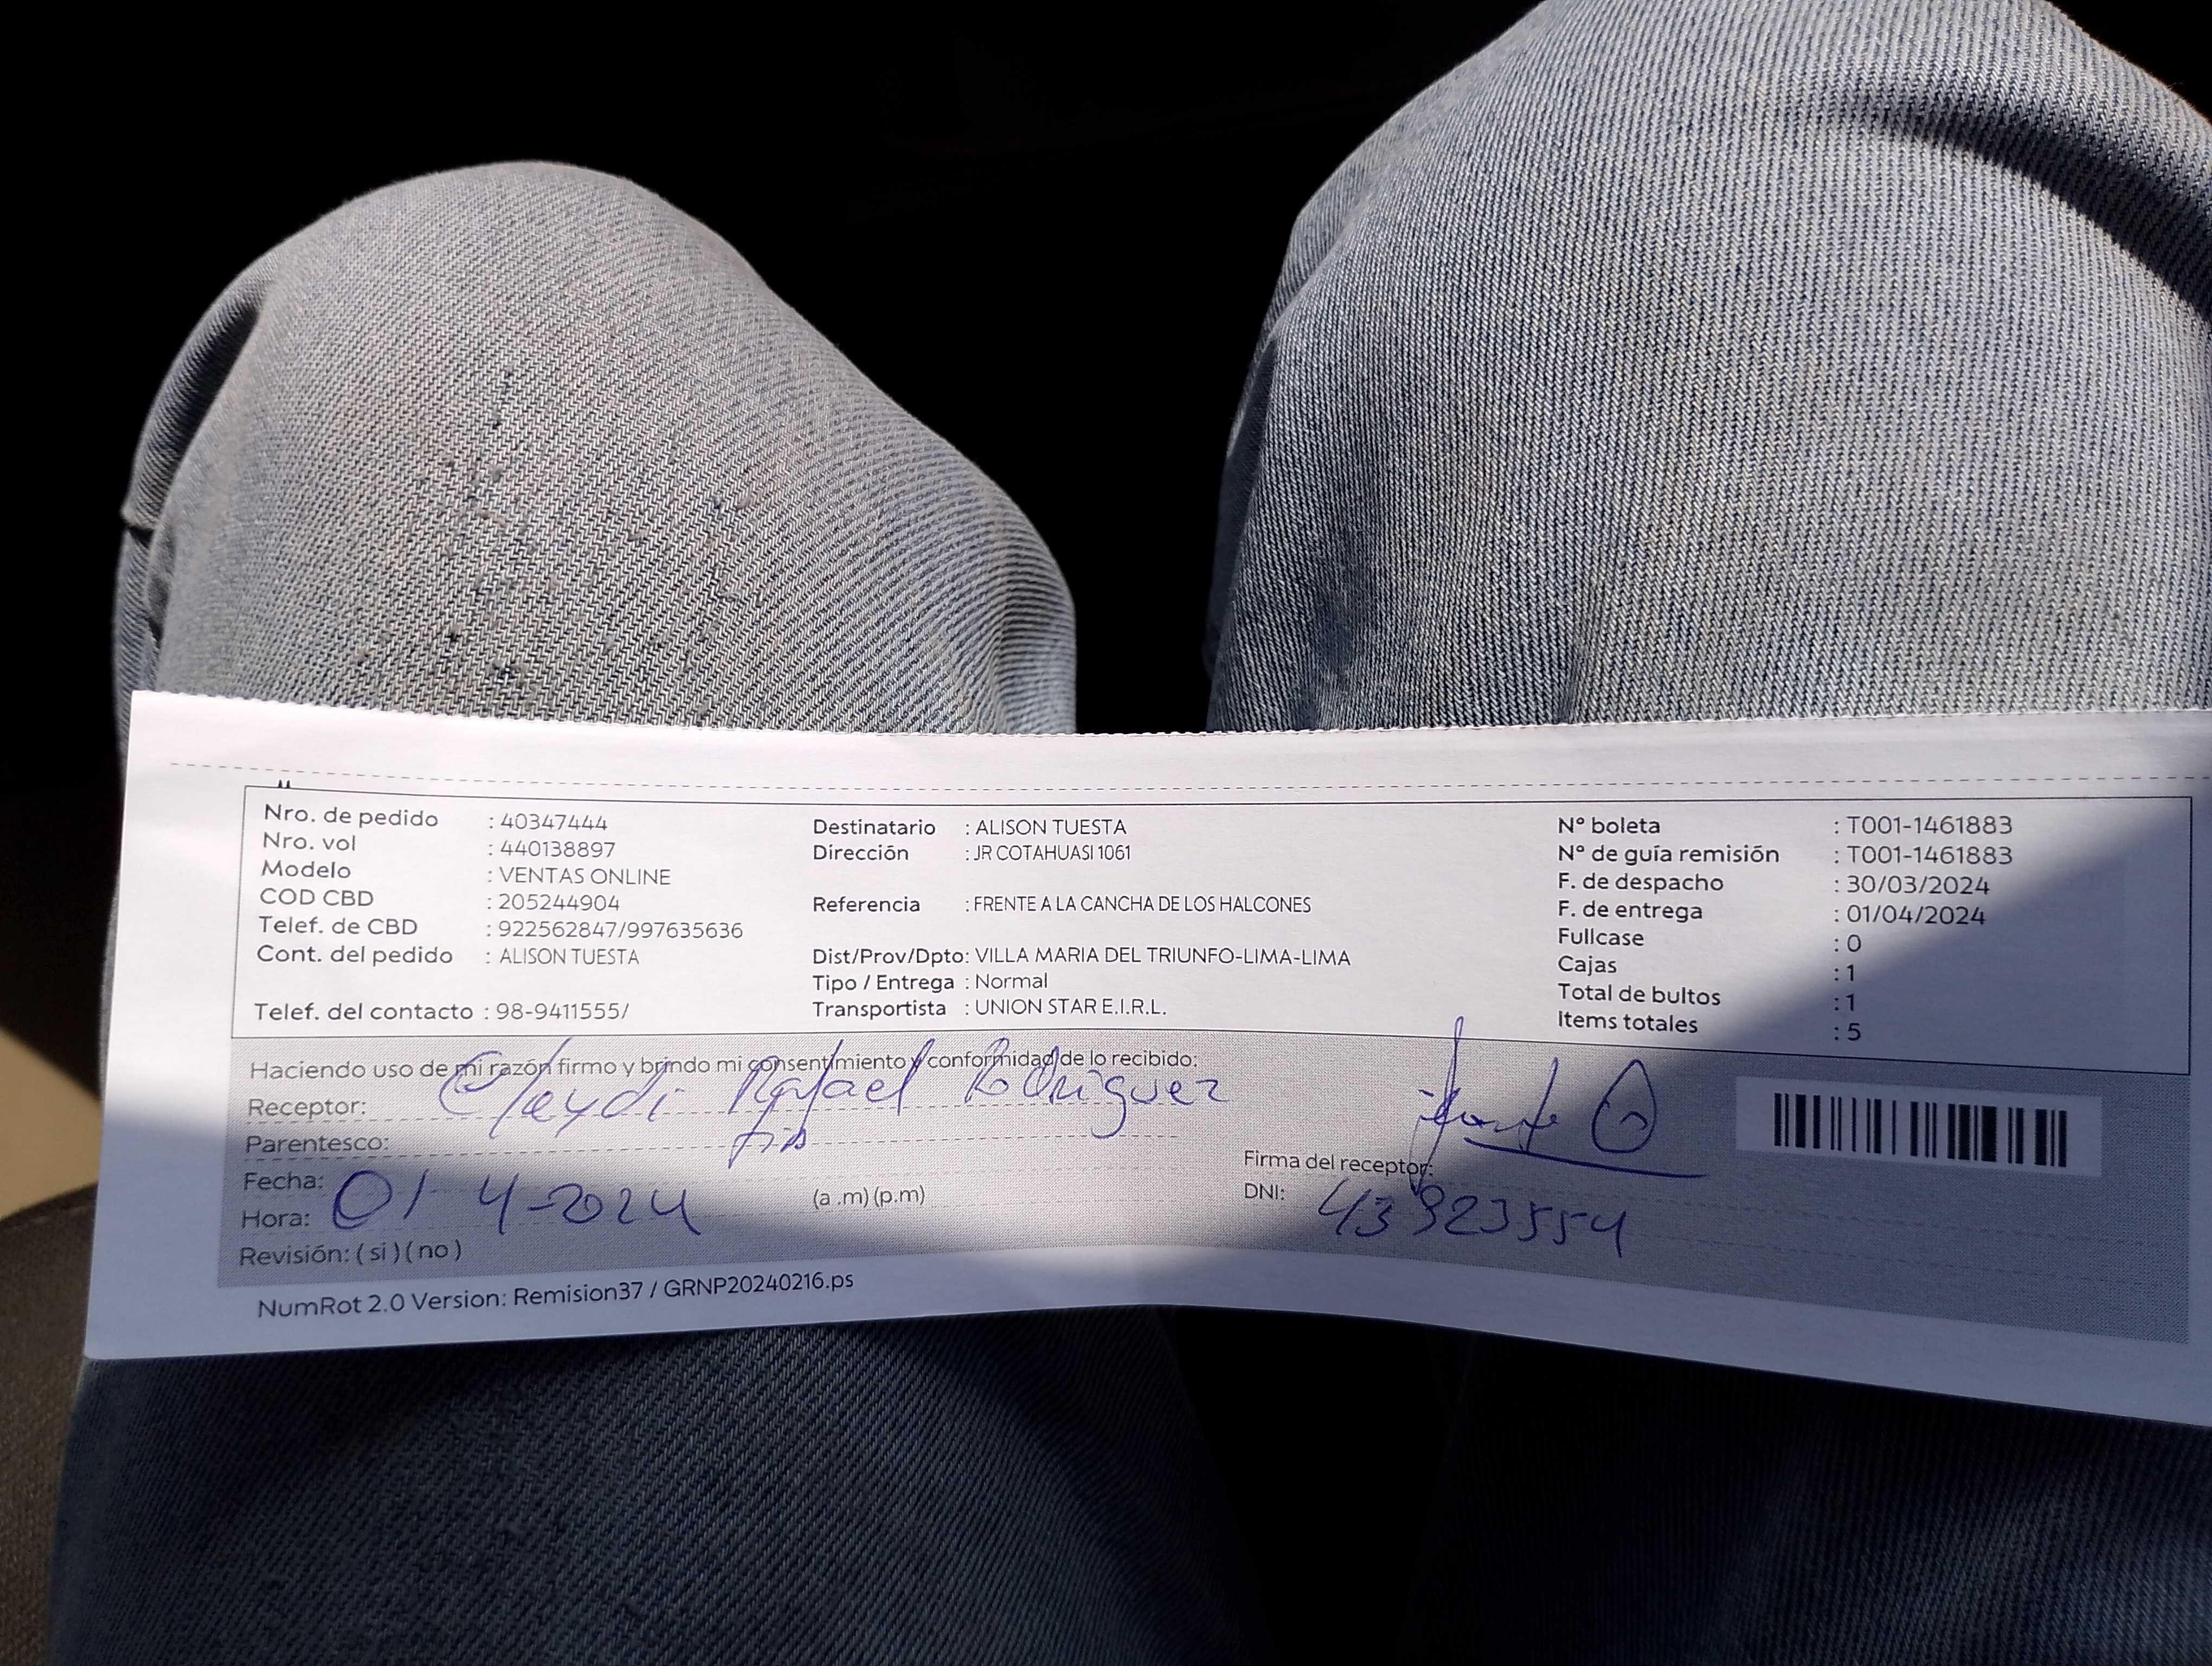 Nro. de pedido : 40347444
Nro. vol : 440138897
Modelo : VENTAS ONLINE
COD CBD : 205244904
Telef. de CBD : 922562847/997635636
Cont. del pedido : ALISON TUESTA
Telef. del contacto : 98-9411555/
Destinatario : ALISON TUESTA
Dirección : JR COTAHUASI 1061
Referencia : FRENTE A LA CANCHA DE LOS HALCONES
Dist/Prov/Dpto: VILLA MARIA DEL TRIUNFO-LIMA-LIMA
Tipo / Entrega : Normal
Transportista : UNION STAR E.I.R.L.
N° boleta : T001-1461883
N° de guía remisión : T001-1461883
F. de despacho : 30/03/2024
F. de entrega : 01/04/2024
Fullcase : 0
Cajas : 1
Total de bultos : 1
Items totales : 5
Haciendo uso de mi razón firmo y brindo mi consentimiento y conformidad de lo recibido:
Receptor: Cleydi Rafael Rodriguez
Parentesco:
Fecha: 01-4-2024
Hora: (a .m) (p.m)
Revisión: ( si ) ( no )
Firma del receptor:
DNI: 43923554
NumRot 2.0 Version: Remision37 / GRNP20240216.ps